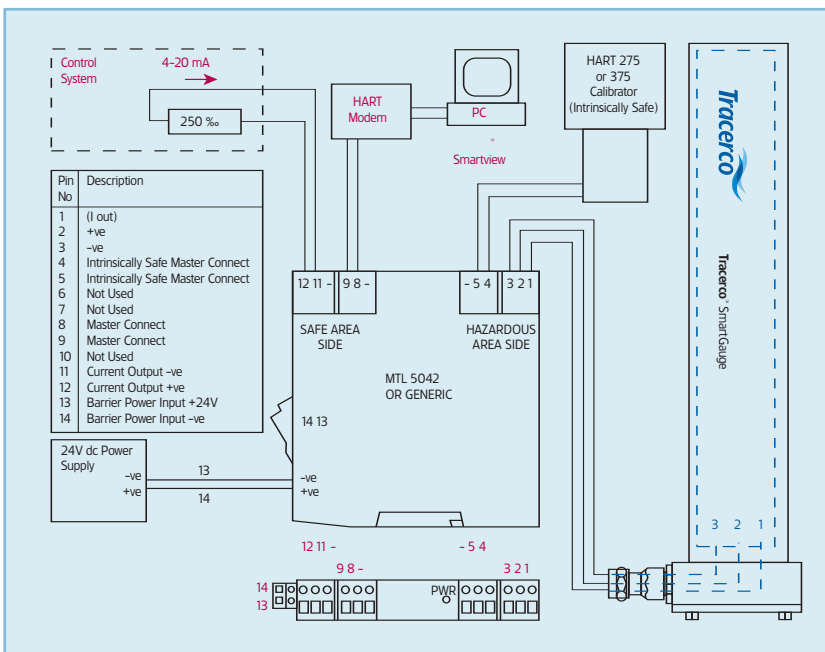 Control
System
4-20 mA
250 ‰
HART
Modem
PC
™
Smartview
HART 275
or 375
Calibrator
(Intrinsically Safe)
Tracerco
Tracerco™ SmartGauge
Pin No Description
1 (I out)
2 +ve
3 -ve
4 Intrinsically Safe Master Connect
5 Intrinsically Safe Master Connect
6 Not Used
7 Not Used
8 Master Connect
9 Master Connect
10 Not Used
11 Current Output -ve
12 Current Output +ve
13 Barrier Power Input +24V
14 Barrier Power Input -ve
12 11 - 9 8 - - 5 4 3 2 1
SAFE AREA
SIDE
HAZARDOUS
AREA SIDE
MTL 5042
OR GENERIC
14 13
24V dc Power
Supply
-ve 13 -ve
+ve 14 +ve
3 2 1
12 11 - - 5 4
9 8 - 3 2 1
14
13
PWR